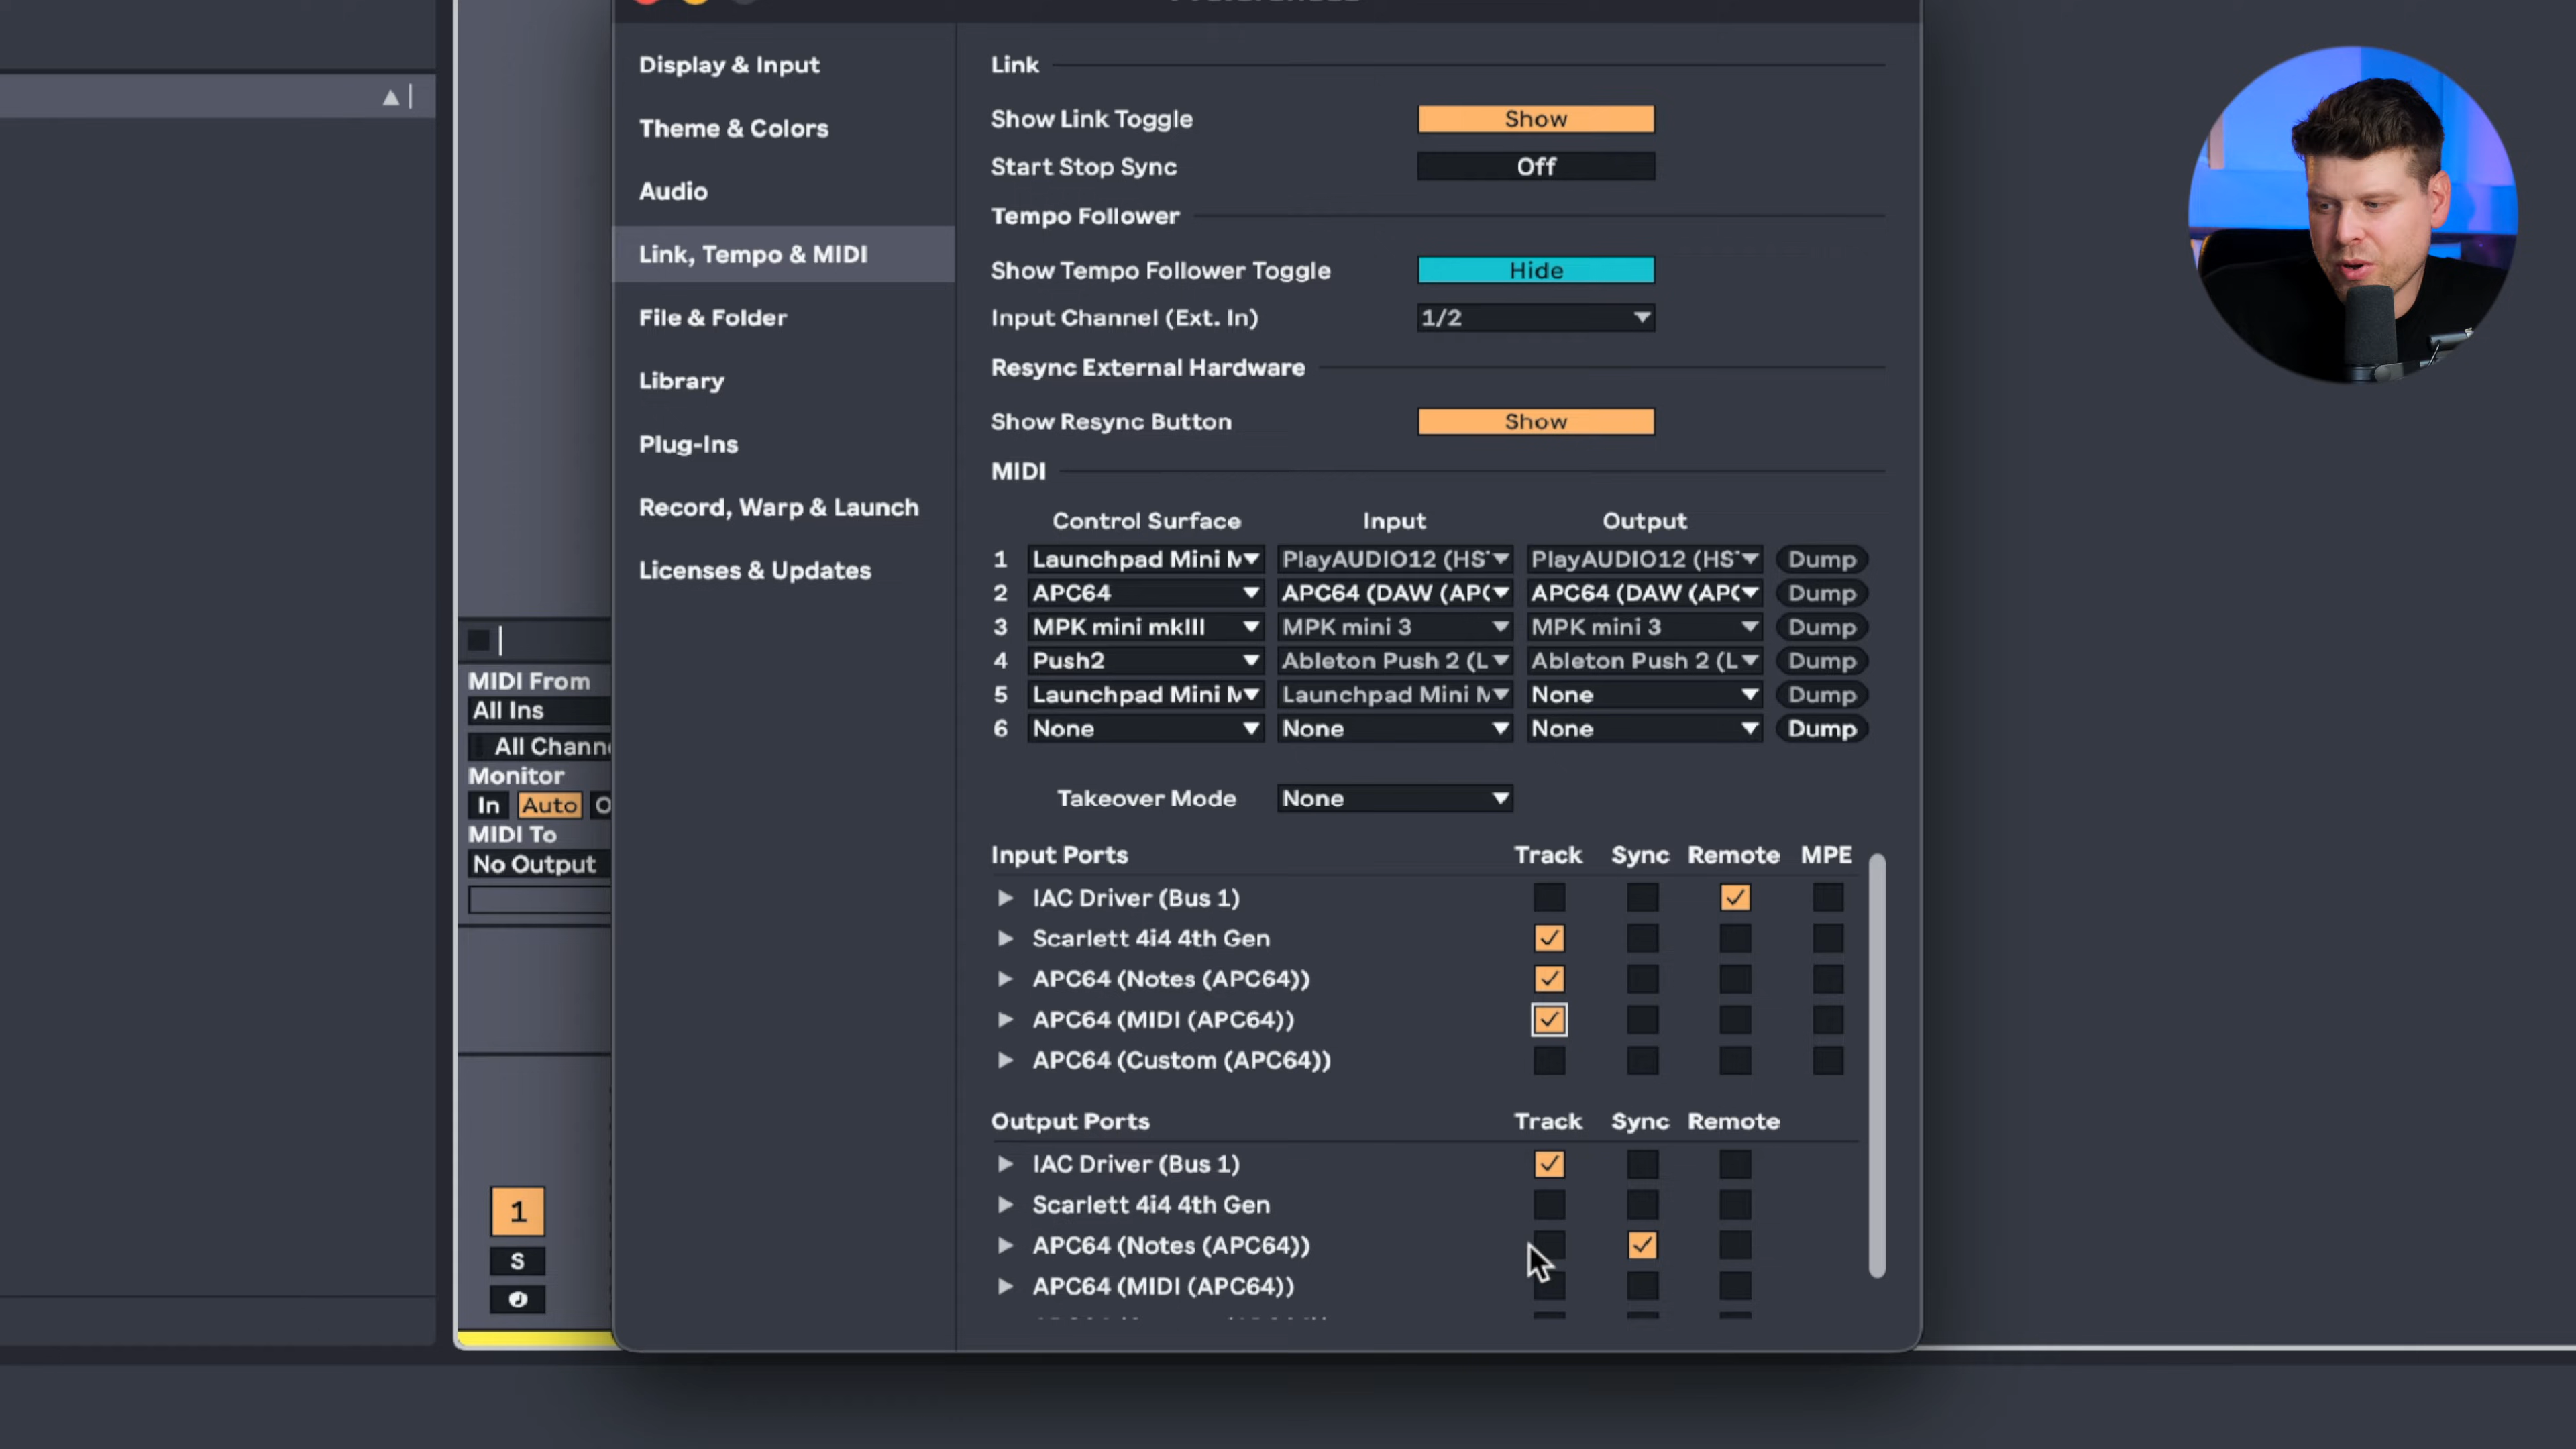 Display & Input
Theme & Colors
Audio
Link, Tempo & MIDI
File & Folder
Library
Plug-Ins
Record, Warp & Launch
Licenses & Updates
Link
Show Link Toggle Show
Start Stop Sync Off
Tempo Follower
Show Tempo Follower Toggle Hide
Input Channel (Ext. In) 1/2
Resync External Hardware
Show Resync Button Show
MIDI
Control Surface Input Output
1 Launchpad Mini M PlayAUDIO12 (HST PlayAUDIO12 (HST Dump
2 APC64 APC64 (DAW (APC APC64 (DAW (APC Dump
3 MPK mini mkIII MPK mini 3 MPK mini 3 Dump
4 Push2 Ableton Push 2 (L Ableton Push 2 (L Dump
5 Launchpad Mini M Launchpad Mini M None Dump
6 None None None Dump
Takeover Mode None
Input Ports Track Sync Remote MPE
IAC Driver (Bus 1)
Scarlett 4i4 4th Gen
APC64 (Notes (APC64))
APC64 (MIDI (APC64))
APC64 (Custom (APC64))
Output Ports Track Sync Remote
IAC Driver (Bus 1)
Scarlett 4i4 4th Gen
APC64 (Notes (APC64))
APC64 (MIDI (APC64))
MIDI From
All Ins
All Channe
Monitor
In Auto O
MIDI To
No Output
1
S